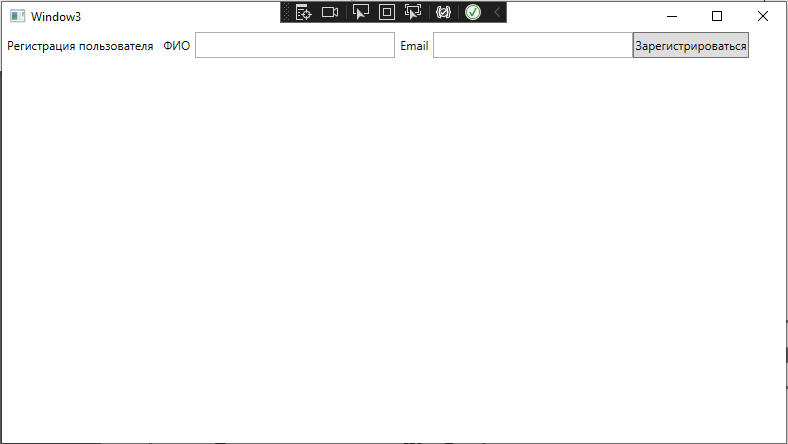 Window3
Регистрация пользователя ФИО Email Зарегистрироваться